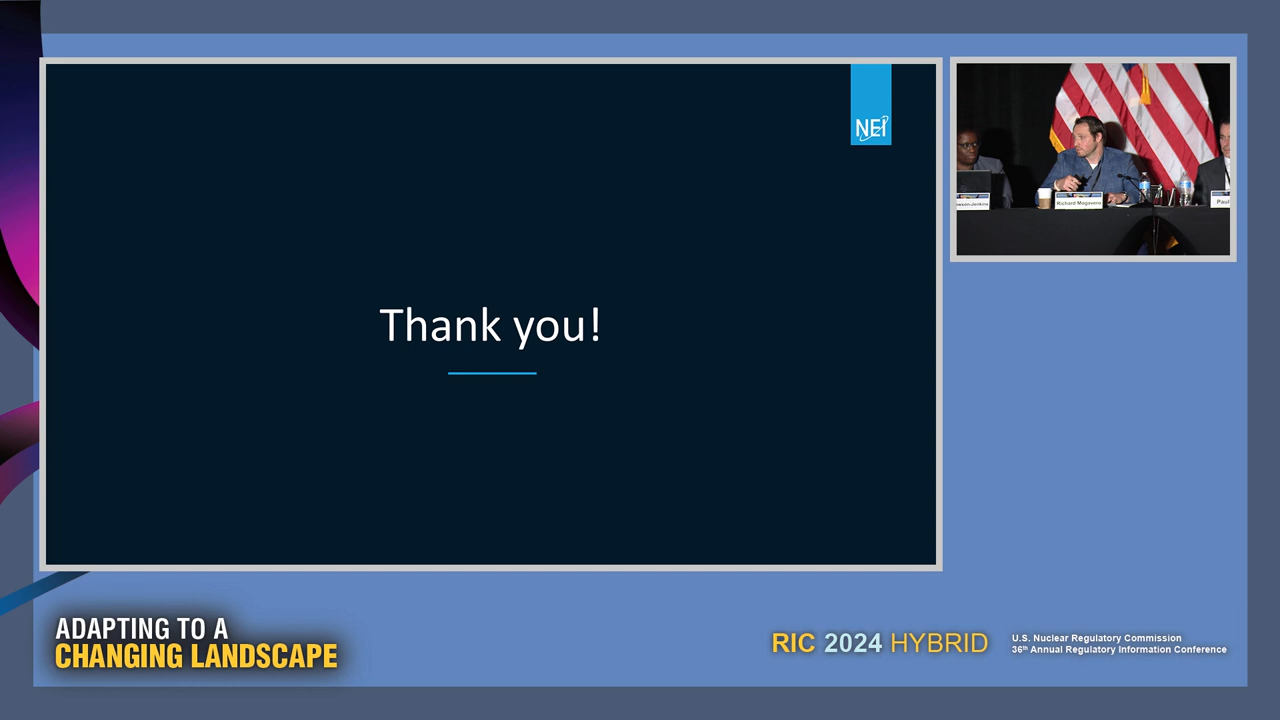 NEI
Thank you!
Richard Mogavero
Paul
ADAPTING TO A
CHANGING LANDSCAPE
RIC 2024 HYBRID
U.S. Nuclear Regulatory Commission
36th Annual Regulatory Information Conference